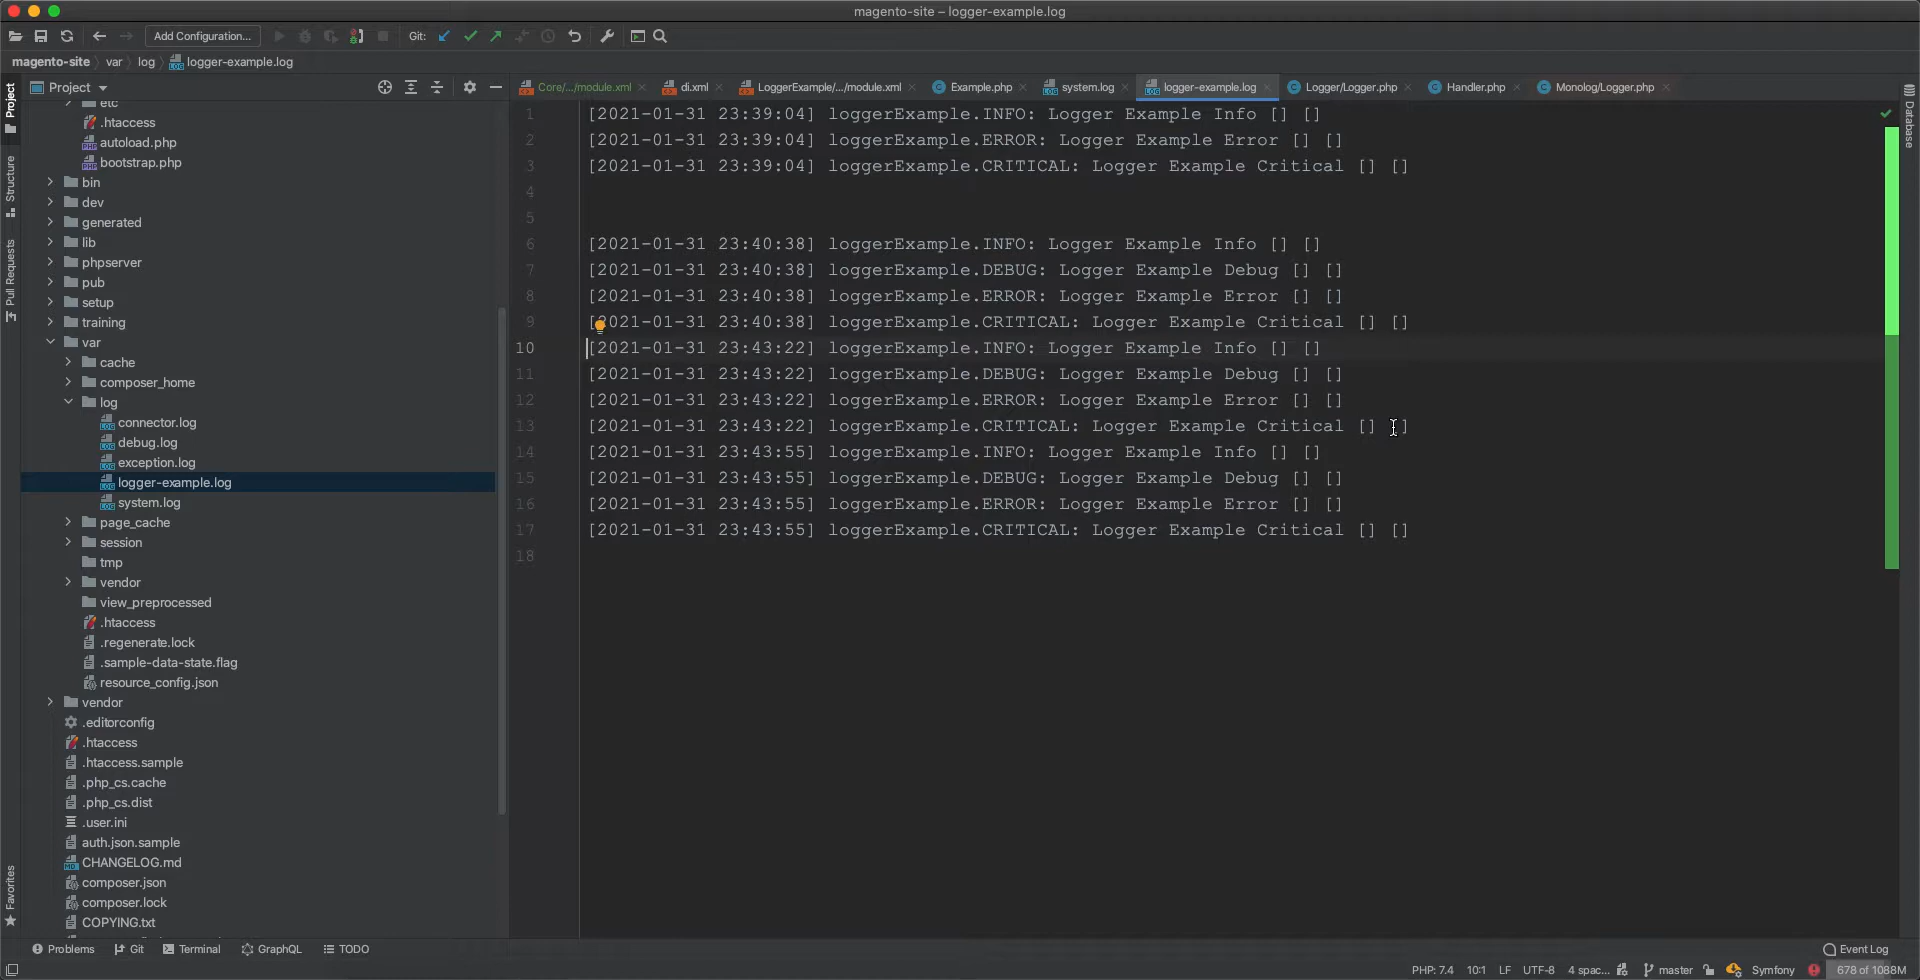 magento-site – logger-example.log
Add Configuration... Git:
magento-site var log logger-example.log
Project
Core/.../module.xml di.xml LoggerExample/.../module.xml Example.php system.log logger-example.log Logger/Logger.php Handler.php Monolog/Logger.php
Project
Structure
Pull Requests
Favorites
Database
etc
.htaccess
autoload.php
bootstrap.php
bin
dev
generated
lib
phpserver
pub
setup
training
var
cache
composer_home
log
connector.log
debug.log
exception.log
logger-example.log
system.log
page_cache
session
tmp
vendor
view_preprocessed
.htaccess
.regenerate.lock
.sample-data-state.flag
resource_config.json
vendor
.editorconfig
.htaccess
.htaccess.sample
.php_cs.cache
.php_cs.dist
.user.ini
auth.json.sample
CHANGELOG.md
composer.json
composer.lock
COPYING.txt
1 [2021-01-31 23:39:04] loggerExample.INFO: Logger Example Info [] []
2 [2021-01-31 23:39:04] loggerExample.ERROR: Logger Example Error [] []
3 [2021-01-31 23:39:04] loggerExample.CRITICAL: Logger Example Critical [] []
4
5
6 [2021-01-31 23:40:38] loggerExample.INFO: Logger Example Info [] []
7 [2021-01-31 23:40:38] loggerExample.DEBUG: Logger Example Debug [] []
8 [2021-01-31 23:40:38] loggerExample.ERROR: Logger Example Error [] []
9 [2021-01-31 23:40:38] loggerExample.CRITICAL: Logger Example Critical [] []
10 [2021-01-31 23:43:22] loggerExample.INFO: Logger Example Info [] []
11 [2021-01-31 23:43:22] loggerExample.DEBUG: Logger Example Debug [] []
12 [2021-01-31 23:43:22] loggerExample.ERROR: Logger Example Error [] []
13 [2021-01-31 23:43:22] loggerExample.CRITICAL: Logger Example Critical [] []
14 [2021-01-31 23:43:55] loggerExample.INFO: Logger Example Info [] []
15 [2021-01-31 23:43:55] loggerExample.DEBUG: Logger Example Debug [] []
16 [2021-01-31 23:43:55] loggerExample.ERROR: Logger Example Error [] []
17 [2021-01-31 23:43:55] loggerExample.CRITICAL: Logger Example Critical [] []
18
Problems Git Terminal GraphQL TODO Event Log
PHP: 7.4 10:1 LF UTF-8 4 spac... master Symfony 678 of 1088M